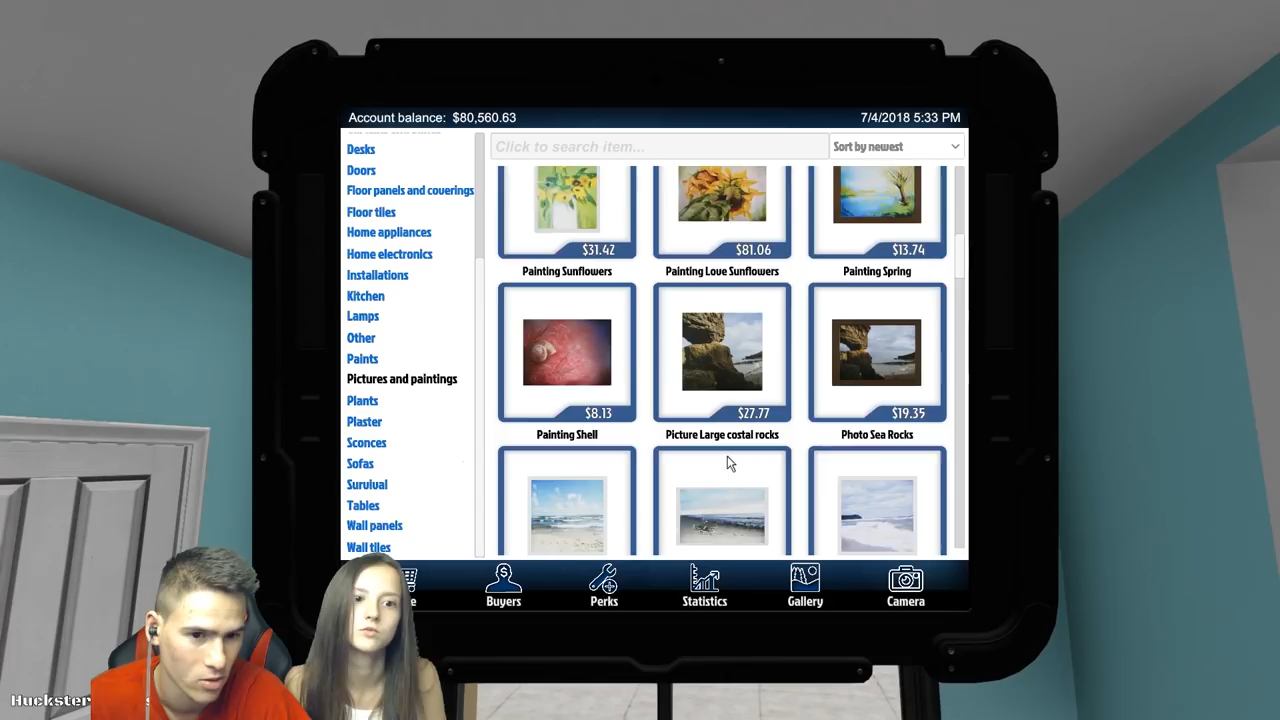 Account balance: $80,560.63
7/4/2018 5:33 PM
Click to search item...
Sort by newest
Desks
Doors
Floor panels and coverings
Floor tiles
Home appliances
Home electronics
Installations
Kitchen
Lamps
Other
Paints
Pictures and paintings
Plants
Plaster
Sconces
Sofas
Survival
Tables
Wall panels
Wall tiles
$31.42
$81.06
$13.74
Painting Sunflowers
Painting Love Sunflowers
Painting Spring
$8.13
$27.77
$19.35
Painting Shell
Picture Large costal rocks
Photo Sea Rocks
Buyers
Perks
Statistics
Gallery
Camera
Huckster